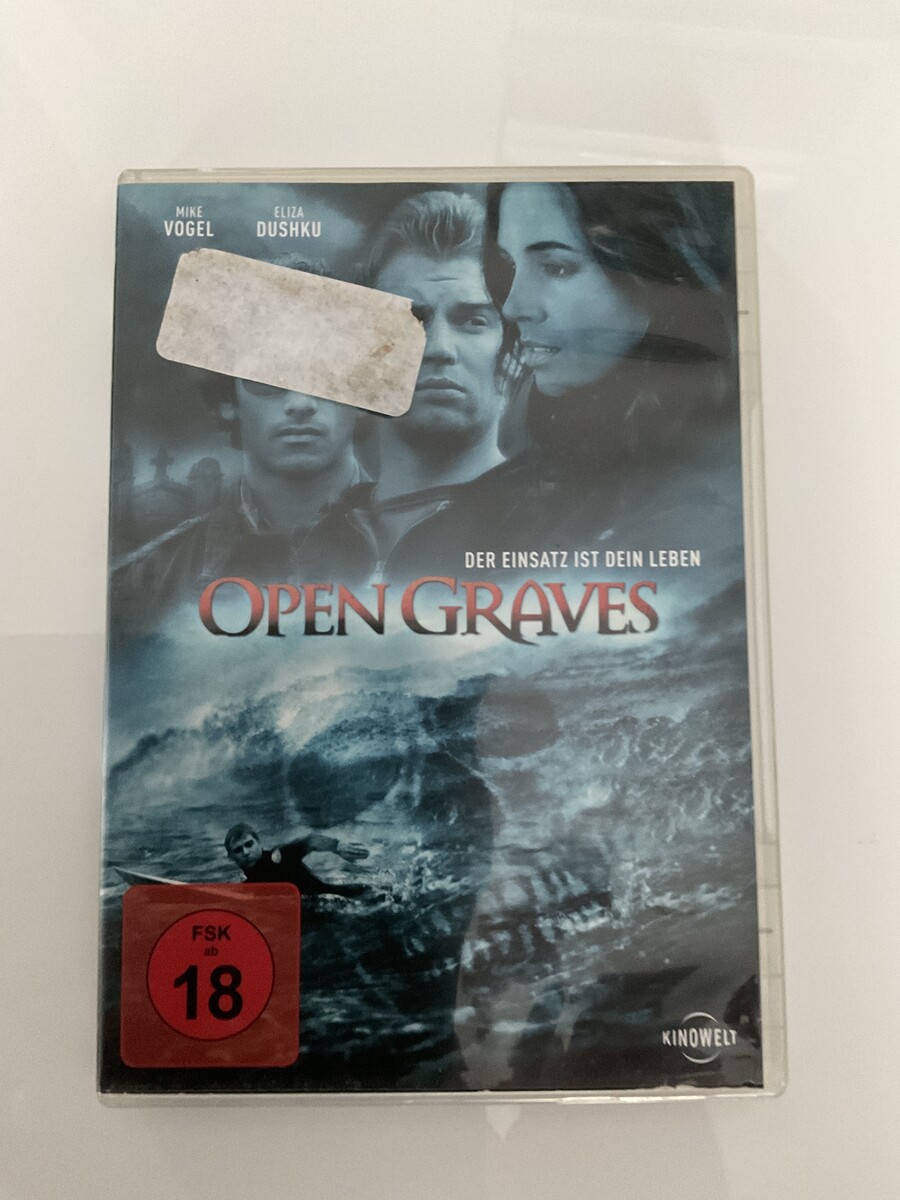 MIKE
VOGEL
ELIZA
DUSHKU
DER EINSATZ IST DEIN LEBEN
OPEN GRAVES
FSK
ab
18
KINOWELT